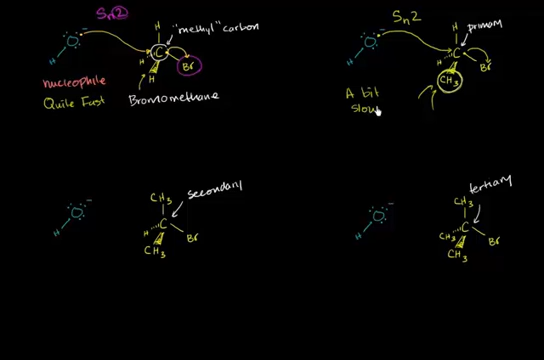 Sn2
"methyl" carbon
H
O
-
H
C
H
H
Br
nucleophile
Quite Fast
Bromomethane
Sn2
primary
H
O
-
H
C
H
Br
CH3
A bit
slow
secondary
CH3
O
-
H
C
H
Br
CH3
tertiary
CH3
O
-
H
C
CH3
Br
CH3